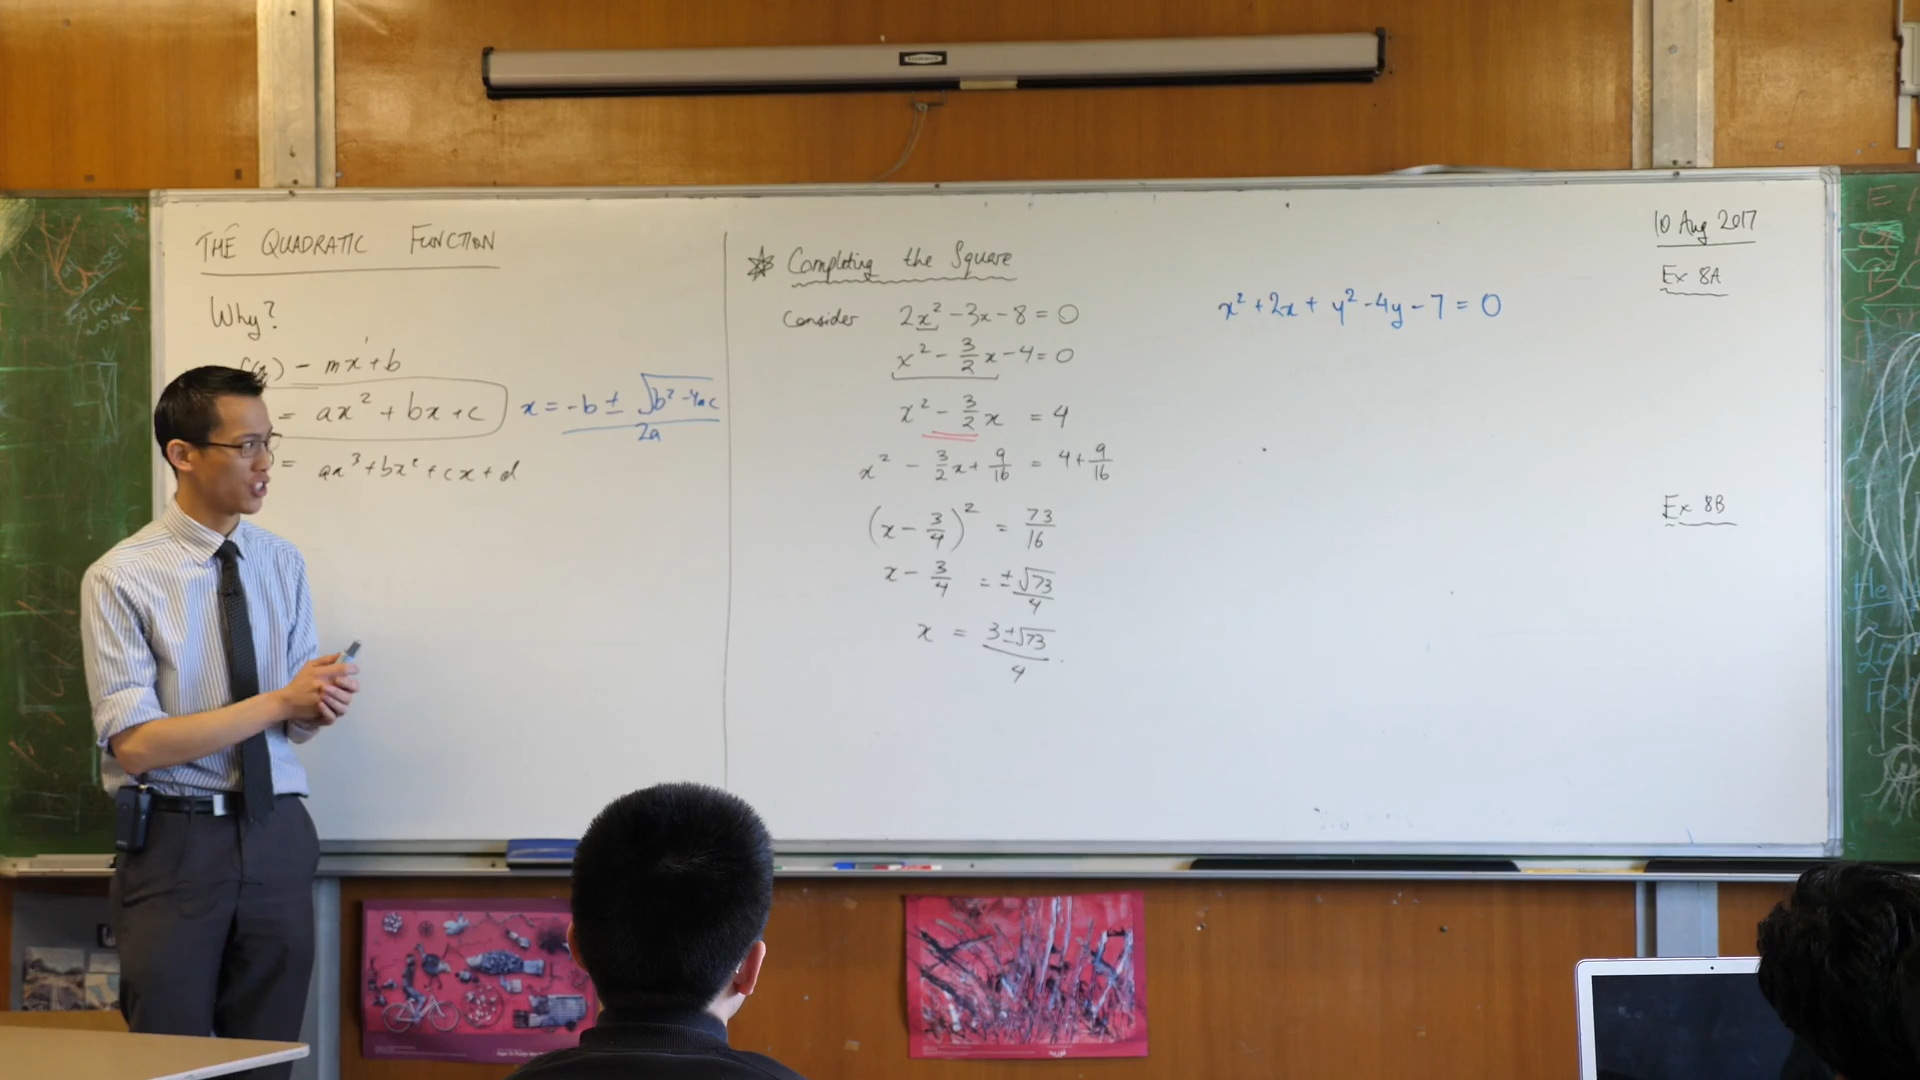 THE QUADRATIC FUNCTION
Why?
(x) = mx¹ + b
= ax² + bx + c
x = -b ± √b² - 4ac / 2a
= ax³ + bx² + cx + d
Completing the Square
Consider 2x² - 3x - 8 = 0
x² - 3/2 x - 4 = 0
x² - 3/2 x = 4
x² - 3/2 x + 9/16 = 4 + 9/16
(x - 3/4)² = 73/16
x - 3/4 = ±√73/4
x = 3±√73/4
x² + 2x + y² - 4y - 7 = 0
10 Aug 2017
Ex 8A
Ex 8B